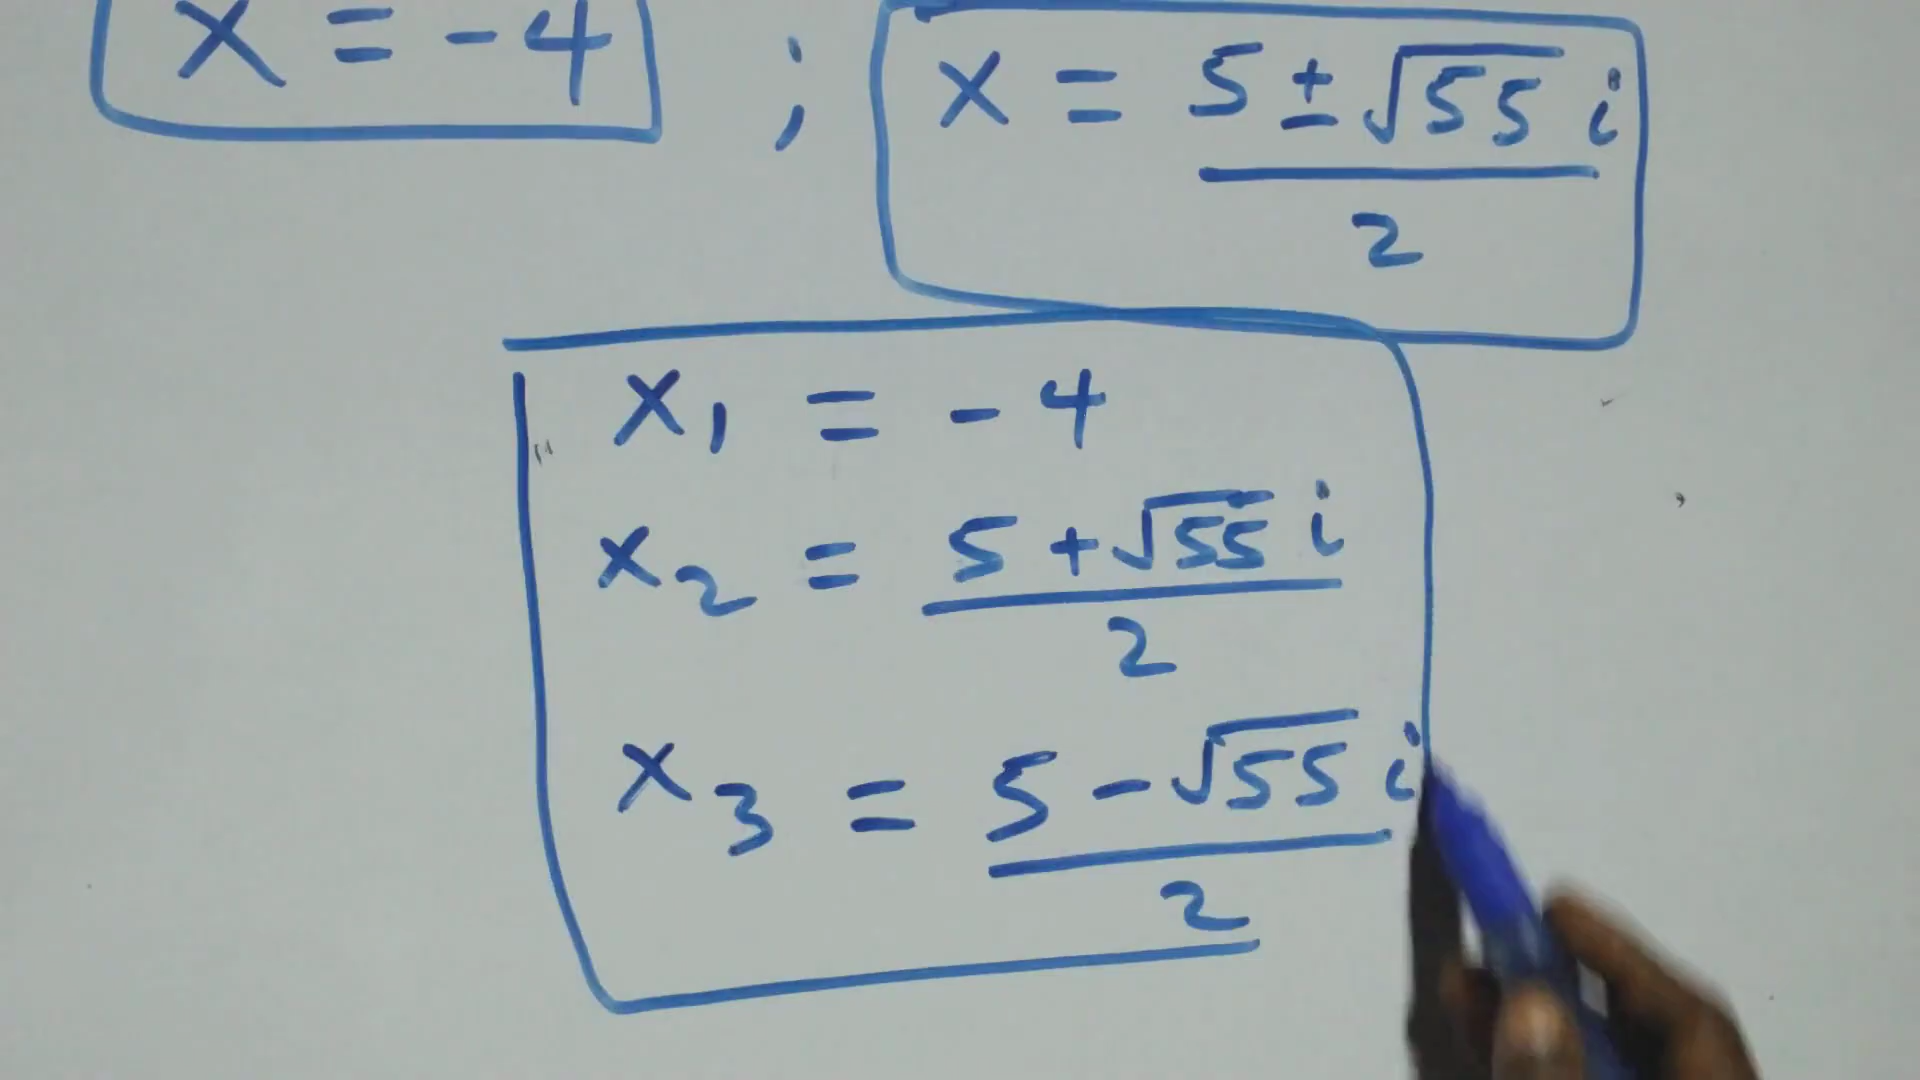 x = -4 ; x = (5 ± √55 i)/2
x₁ = -4
x₂ = (5 + √55 i)/2
x₃ = (5 - √55 i)/2